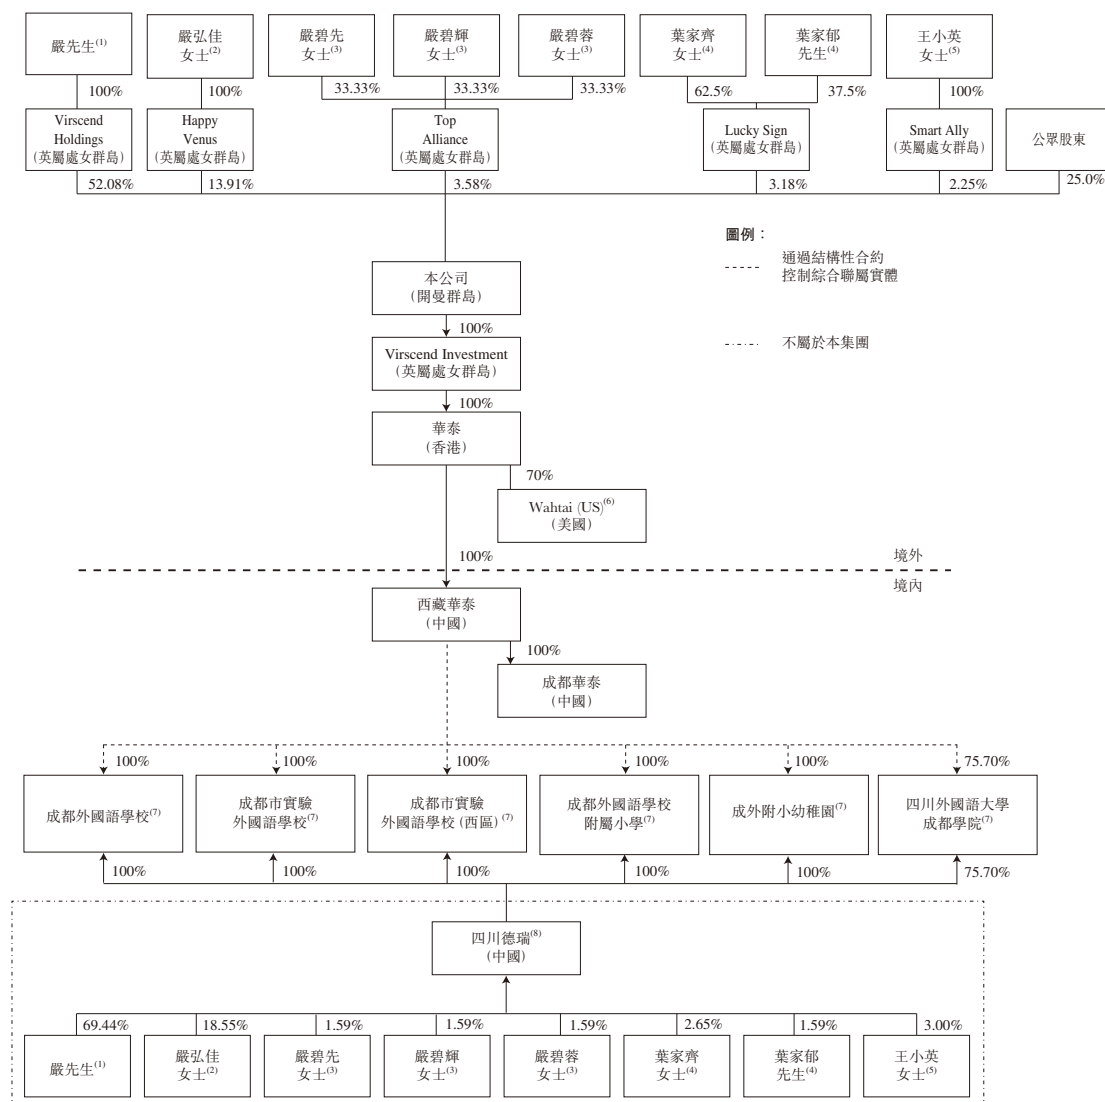 嚴先生(1)
嚴弘佳
女士(2)
嚴碧先
女士(3)
嚴碧輝
女士(3)
嚴碧蓉
女士(3)
葉家齊
女士(4)
葉家郁
先生(4)
王小英
女士(5)
100%
100%
33.33%
33.33%
33.33%
62.5%
37.5%
100%
Virscend
Holdings
(英屬處女群島)
Happy
Venus
(英屬處女群島)
Top
Alliance
(英屬處女群島)
Lucky Sign
(英屬處女群島)
Smart Ally
(英屬處女群島)
公眾股東
52.08%
13.91%
3.58%
3.18%
2.25%
25.0%
圖例：
通過結構性合約
控制綜合聯屬實體
不屬於本集團
本公司
(開曼群島)
100%
Virscend Investment
(英屬處女群島)
100%
華泰
(香港)
70%
Wahtai (US)(6)
(美國)
100%
境外
境內
西藏華泰
(中國)
100%
成都華泰
(中國)
100%
100%
100%
100%
100%
75.70%
成都外國語學校(7)
成都市實驗
外國語學校(7)
成都市實驗
外國語學校 (西區) (7)
成都外國語學校
附屬小學(7)
成外附小幼稚園(7)
四川外國語大學
成都學院(7)
100%
100%
100%
100%
100%
75.70%
四川德瑞(8)
(中國)
69.44%
18.55%
1.59%
1.59%
1.59%
2.65%
1.59%
3.00%
嚴先生(1)
嚴弘佳
女士(2)
嚴碧先
女士(3)
嚴碧輝
女士(3)
嚴碧蓉
女士(3)
葉家齊
女士(4)
葉家郁
先生(4)
王小英
女士(5)